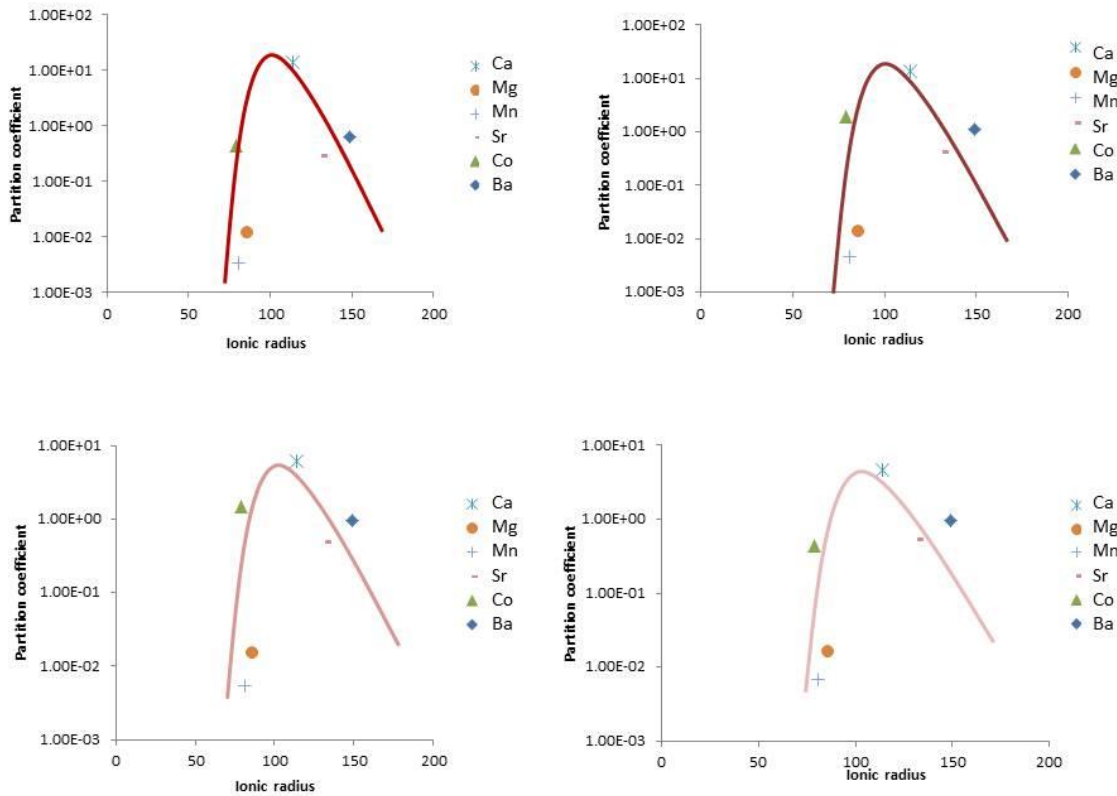 1.00E+02
1.00E+01
1.00E+00
1.00E-01
1.00E-02
1.00E-03
Partition coefficient
0 50 100 150 200
Ionic radius
Ca
Mg
Mn
Sr
Co
Ba
1.00E+02
1.00E+01
1.00E+00
1.00E-01
1.00E-02
1.00E-03
Partition coefficient
0 50 100 150 200
Ionic radius
Ca
Mg
Mn
Sr
Co
Ba
1.00E+01
1.00E+00
1.00E-01
1.00E-02
1.00E-03
Partition coefficient
0 50 100 150 200
Ionic radius
Ca
Mg
Mn
Sr
Co
Ba
1.00E+01
1.00E+00
1.00E-01
1.00E-02
1.00E-03
Partition coefficient
0 50 100 150 200
Ionic radius
Ca
Mg
Mn
Sr
Co
Ba